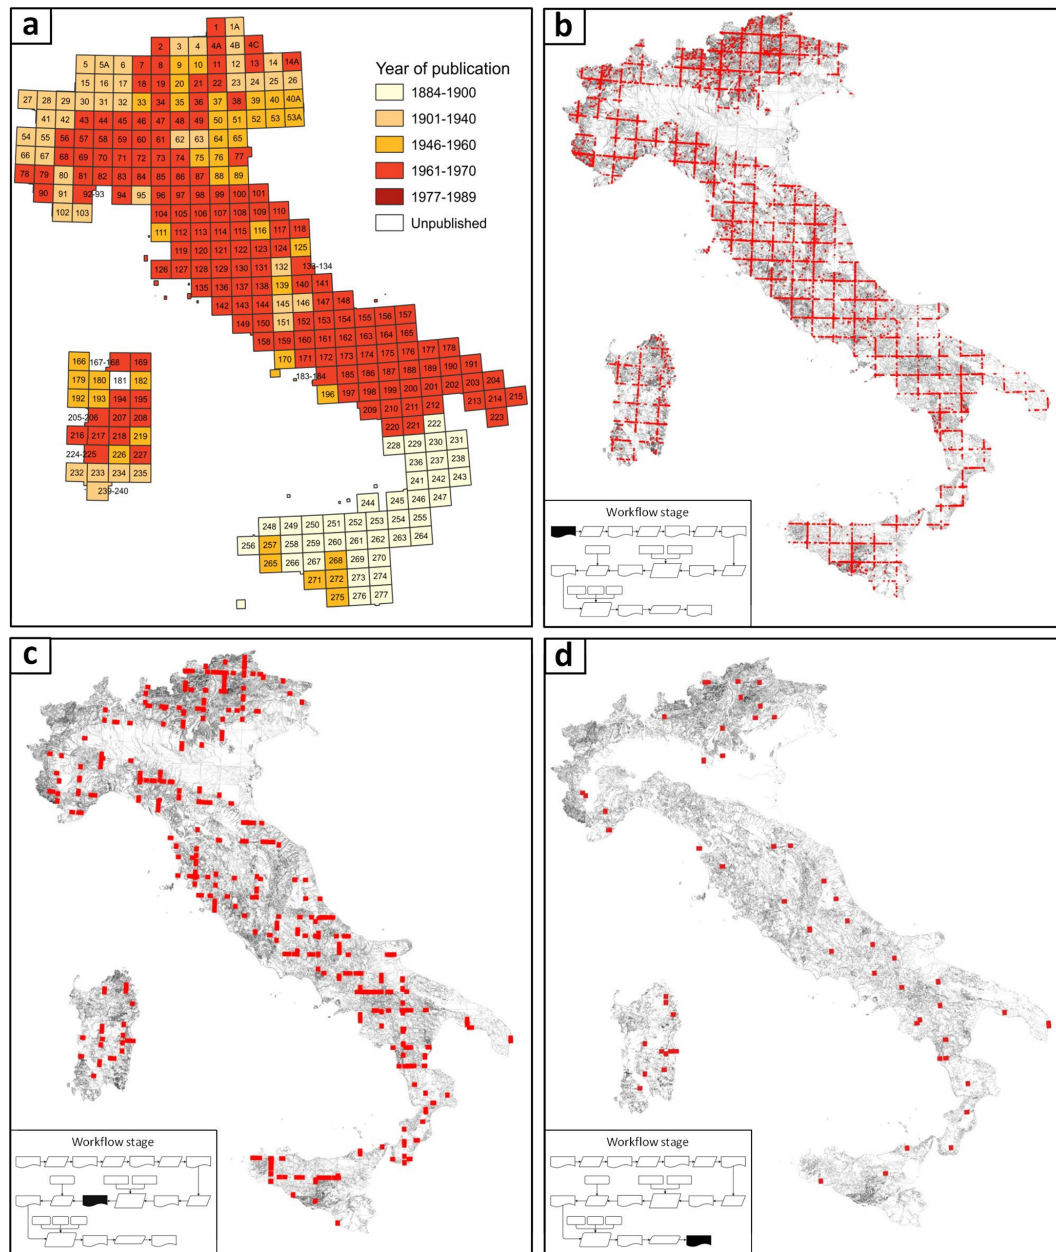 a
1 1A
2 3 4 4A 4B 4C
5 5A 6 7 8 9 10 11 12 13 14 14A
15 16 17 18 19 20 21 22 23 24 25 26
27 28 29 30 31 32 33 34 35 36 37 38 39 40 40A
41 42 43 44 45 46 47 48 49 50 51 52 53 53A
54 55 56 57 58 59 60 61 62 63 64 65
66 67 68 69 70 71 72 73 74 75 76 77
78 79 80 81 82 83 84 85 86 87 88 89
90 91 92-93 94 95 96 97 98 99 100 101
102 103 104 105 106 107 108 109 110
111 112 113 114 115 116 117 118
119 120 121 122 123 124 125
126 127 128 129 130 131 132 133-134
135 136 137 138 139 140 141
142 143 144 145 146 147 148
149 150 151 152 153 154 155 156 157
158 159 160 161 162 163 164 165
170 171 172 173 174 175 176 177 178
183-184 185 186 187 188 189 190 191
196 197 198 199 200 201 202 203 204
209 210 211 212 213 214 215
220 221 222 223
166 167-168 169
179 180 181 182
192 193 194 195
205-206 207 208
216 217 218 219
224-225 226 227
232 233 234 235
239-240
228 229 230 231
236 237 238
241 242 243
244 245 246 247
248 249 250 251 252 253 254 255
256 257 258 259 260 261 262 263 264
265 266 267 268 269 270
271 272 273 274
275 276 277
Year of publication
1884-1900
1901-1940
1946-1960
1961-1970
1977-1989
Unpublished
b
Workflow stage
c
Workflow stage
d
Workflow stage